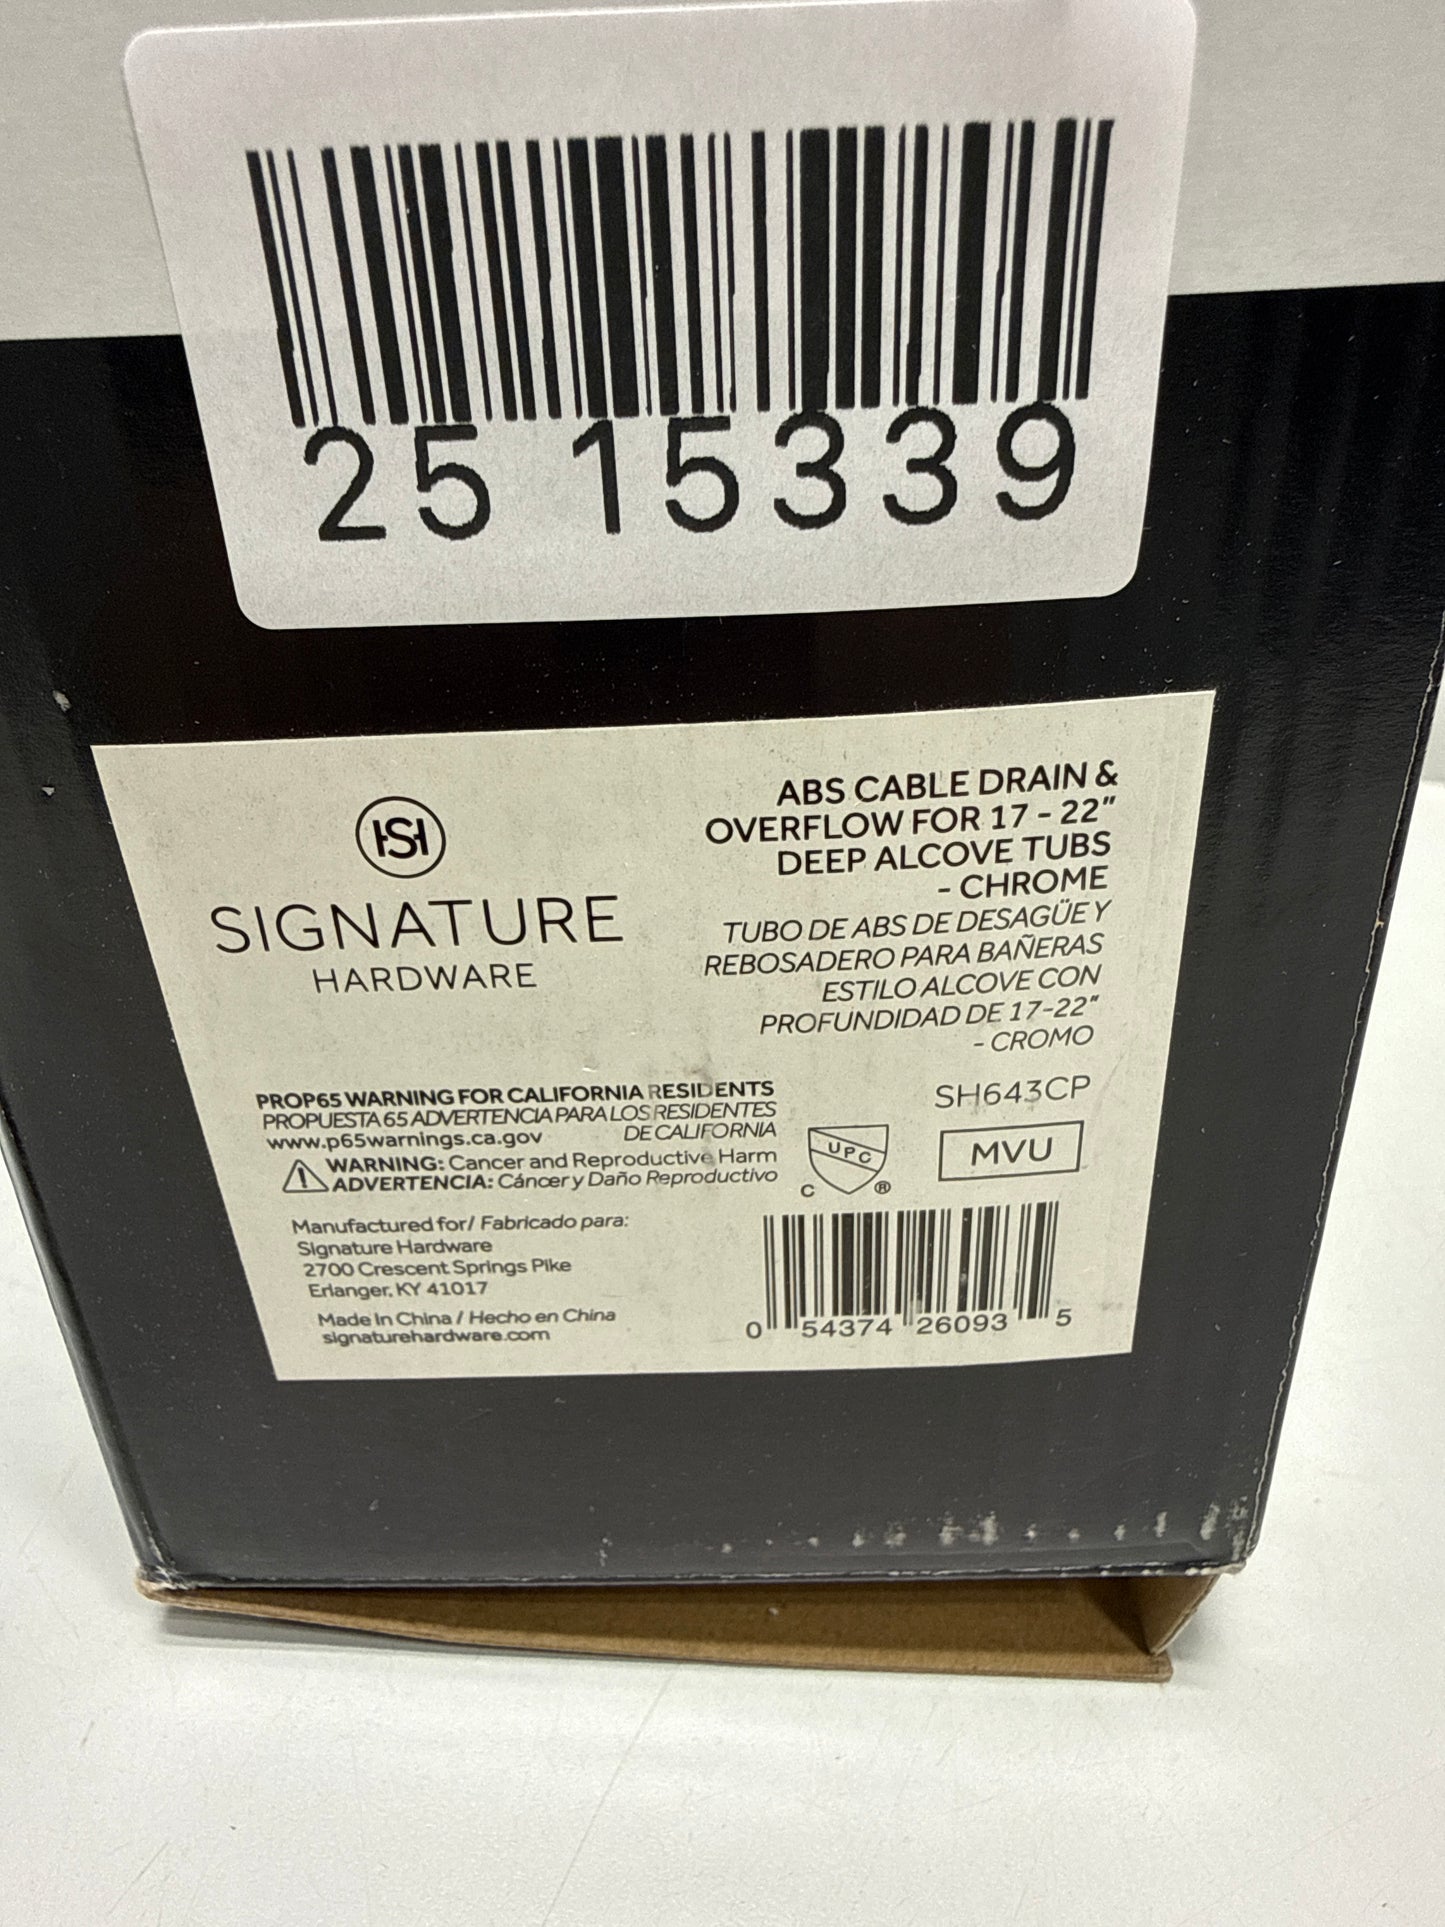 25 15339
HS
SIGNATURE
HARDWARE
ABS CABLE DRAIN &
OVERFLOW FOR 17 - 22"
DEEP ALCOVE TUBS
- CHROME
TUBO DE ABS DE DESAGÜE Y
REBOSADERO PARA BAÑERAS
ESTILO ALCOVE CON
PROFUNDIDAD DE 17-22"
- CROMO
SH643CP
MVU
UPC
C ®
PROP65 WARNING FOR CALIFORNIA RESIDENTS
PROPUESTA 65 ADVERTENCIA PARA LOS RESIDENTES
DE CALIFORNIA
www.p65warnings.ca.gov
WARNING: Cancer and Reproductive Harm
ADVERTENCIA: Cáncer y Daño Reproductivo
Manufactured for/ Fabricado para:
Signature Hardware
2700 Crescent Springs Pike
Erlanger, KY 41017
Made In China / Hecho en China
signaturehardware.com
0 54374 26093 5